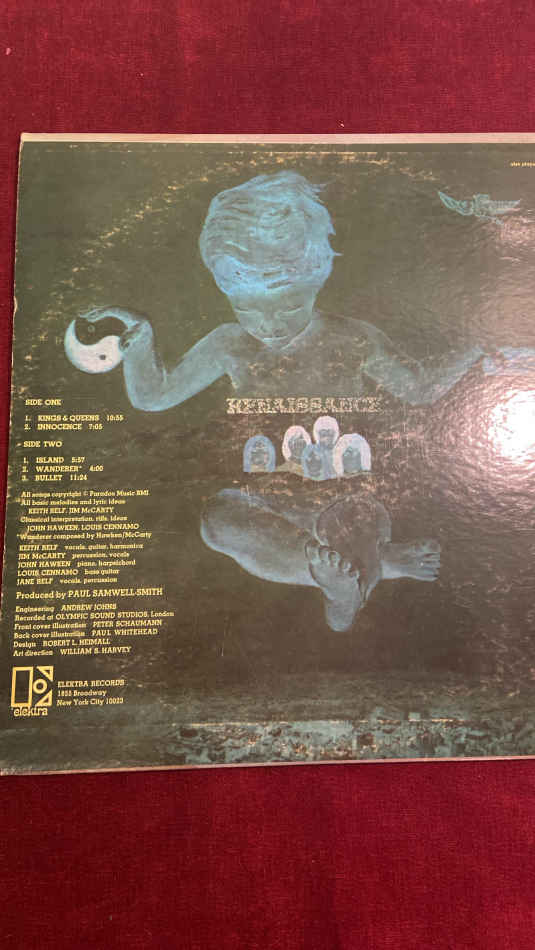 also playe
RENAISSANCE
SIDE ONE
1. KINGS & QUEENS 10:55
2. INNOCENCE 7:05
SIDE TWO
1. ISLAND 5:57
2. WANDERER* 4:00
3. BULLET 11:24
All songs copyright © Paradox Music BMI
*All basic melodies and lyric ideas
KEITH RELF, JIM McCARTY
Classical interpretation, riffs, ideas
JOHN HAWKEN, LOUIS CENNAMO
*Wanderer composed by Hawken/McCarty
KEITH RELF vocals, guitar, harmonica
JIM McCARTY percussion, vocals
JOHN HAWKEN piano, harpsichord
LOUIS CENNAMO bass guitar
JANE RELF vocals, percussion
Produced by PAUL SAMWELL-SMITH
Engineering ANDREW JOHNS
Recorded at OLYMPIC SOUND STUDIOS, London
Front cover illustration PETER SCHAUMANN
Back cover illustration PAUL WHITEHEAD
Design ROBERT L. HEIMALL
Art direction WILLIAM S. HARVEY
elektra
ELEKTRA RECORDS
1855 Broadway
New York City 10023